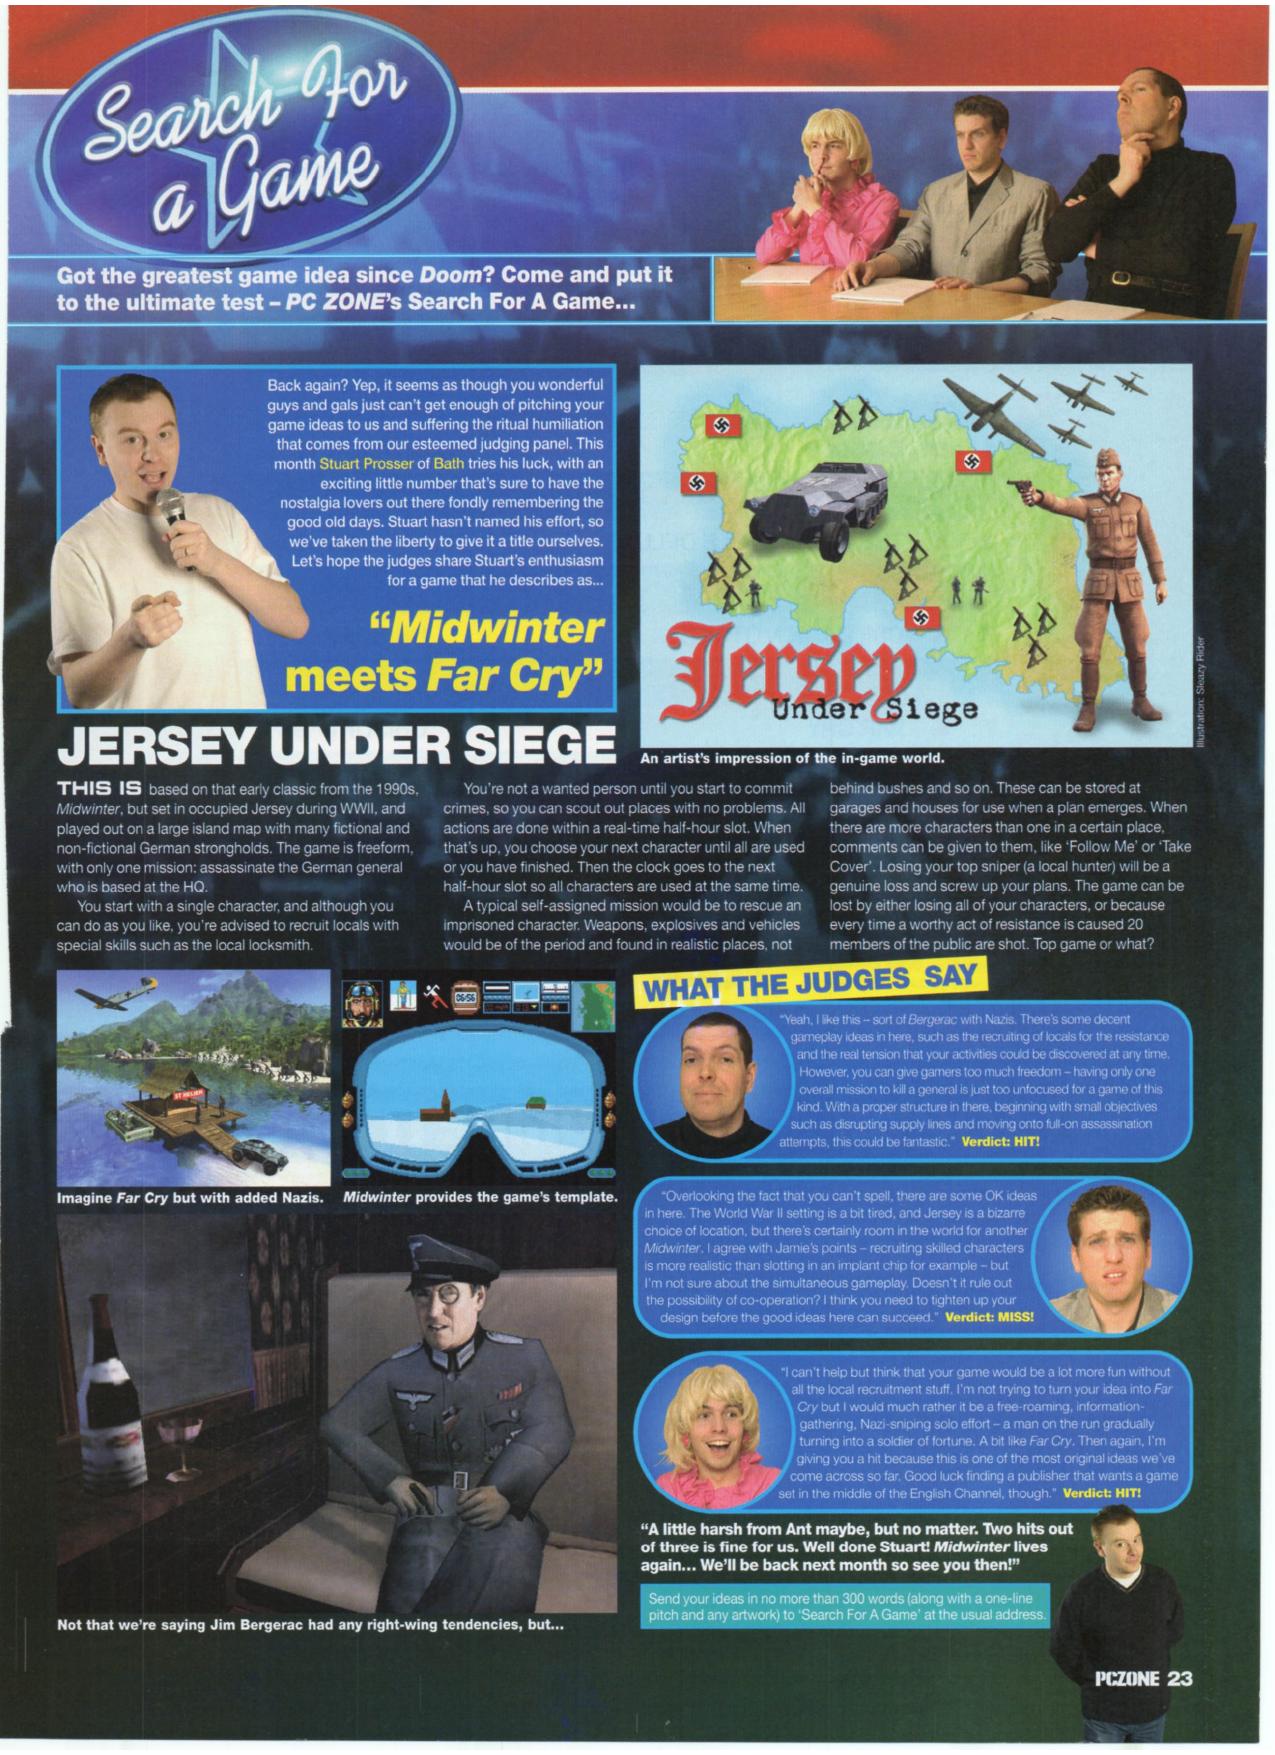 Search For
a Game
Got the greatest game idea since Doom? Come and put it
to the ultimate test – PC ZONE's Search For A Game...
Back again? Yep, it seems as though you wonderful
guys and gals just can't get enough of pitching your
game ideas to us and suffering the ritual humiliation
that comes from our esteemed judging panel. This
month Stuart Prosser of Bath tries his luck, with an
exciting little number that's sure to have the
nostalgia lovers out there fondly remembering the
good old days. Stuart hasn't named his effort, so
we've taken the liberty to give it a title ourselves.
Let's hope the judges share Stuart's enthusiasm
for a game that he describes as...
“Midwinter
meets Far Cry”
Jersey
Under Siege
Illustration: Sleazy Rider
An artist's impression of the in-game world.
JERSEY UNDER SIEGE
THIS IS based on that early classic from the 1990s,
Midwinter, but set in occupied Jersey during WWII, and
played out on a large island map with many fictional and
non-fictional German strongholds. The game is freeform,
with only one mission: assassinate the German general
who is based at the HQ.
You start with a single character, and although you
can do as you like, you're advised to recruit locals with
special skills such as the local locksmith.
You're not a wanted person until you start to commit
crimes, so you can scout out places with no problems. All
actions are done within a real-time half-hour slot. When
that's up, you choose your next character until all are used
or you have finished. Then the clock goes to the next
half-hour slot so all characters are used at the same time.
A typical self-assigned mission would be to rescue an
imprisoned character. Weapons, explosives and vehicles
would be of the period and found in realistic places, not
behind bushes and so on. These can be stored at
garages and houses for use when a plan emerges. When
there are more characters than one in a certain place,
comments can be given to them, like 'Follow Me' or 'Take
Cover'. Losing your top sniper (a local hunter) will be a
genuine loss and screw up your plans. The game can be
lost by either losing all of your characters, or because
every time a worthy act of resistance is caused 20
members of the public are shot. Top game or what?
ST HELIER
Imagine Far Cry but with added Nazis.
06:56
Midwinter provides the game's template.
Not that we're saying Jim Bergerac had any right-wing tendencies, but...
WHAT THE JUDGES SAY
“Yeah, I like this – sort of Bergerac with Nazis. There's some decent
gameplay ideas in here, such as the recruiting of locals for the resistance
and the real tension that your activities could be discovered at any time.
However, you can give gamers too much freedom – having only one
overall mission to kill a general is just too unfocused for a game of this
kind. With a proper structure in there, beginning with small objectives
such as disrupting supply lines and moving onto full-on assassination
attempts, this could be fantastic.” Verdict: HIT!
“Overlooking the fact that you can't spell, there are some OK ideas
in here. The World War II setting is a bit tired, and Jersey is a bizarre
choice of location, but there's certainly room in the world for another
Midwinter. I agree with Jamie's points – recruiting skilled characters
is more realistic than slotting in an implant chip for example – but
I'm not sure about the simultaneous gameplay. Doesn't it rule out
the possibility of co-operation? I think you need to tighten up your
design before the good ideas here can succeed.” Verdict: MISS!
“I can't help but think that your game would be a lot more fun without
all the local recruitment stuff. I'm not trying to turn your idea into Far
Cry but I would much rather it be a free-roaming, information-
gathering, Nazi-sniping solo effort – a man on the run gradually
turning into a soldier of fortune. A bit like Far Cry. Then again, I'm
giving you a hit because this is one of the most original ideas we've
come across so far. Good luck finding a publisher that wants a game
set in the middle of the English Channel, though.” Verdict: HIT!
“A little harsh from Ant maybe, but no matter. Two hits out
of three is fine for us. Well done Stuart! Midwinter lives
again... We'll be back next month so see you then!”
Send your ideas in no more than 300 words (along with a one-line
pitch and any artwork) to 'Search For A Game' at the usual address.
PCZONE 23